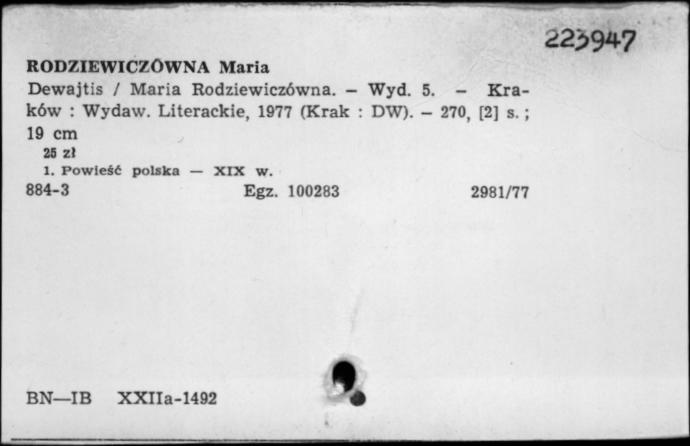 223947
RODZIEWICZÓWNA Maria
Dewajtis / Maria Rodziewiczówna. — Wyd. 5. — Kra-
ków : Wydaw. Literackie, 1977 (Krak : DW). — 270, [2] s. ;
19 cm
25 zł
1. Powieść polska — XIX w.
884-3 Egz. 100283 2981/77
BN—IB XXIIa-1492